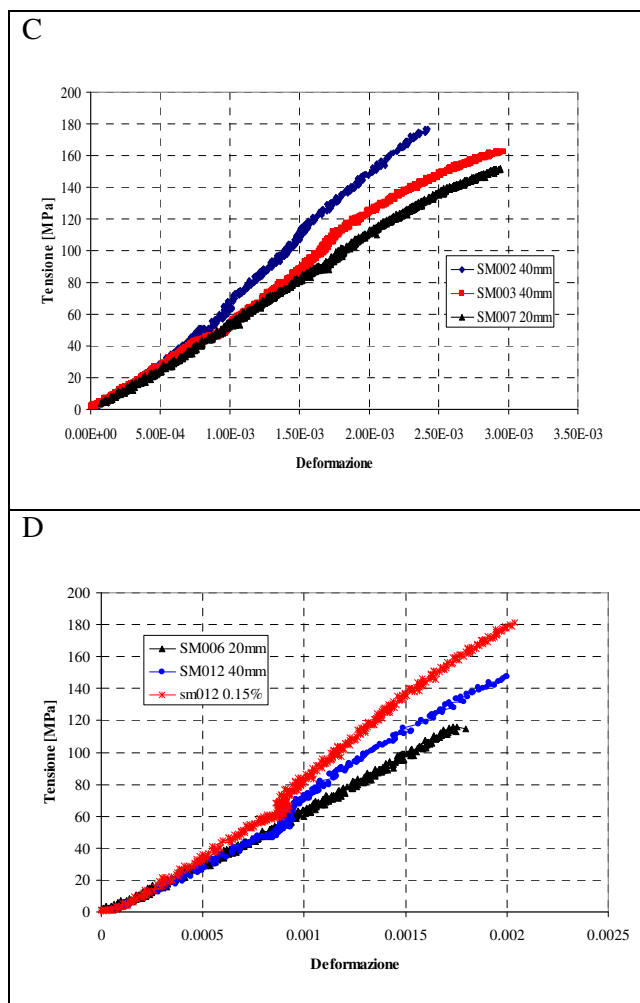 C
200
180
160
140
120
100
80
60
40
20
0
Tensione [MPa]
SM002 40mm
SM003 40mm
SM007 20mm
0.00E+00 5.00E-04 1.00E-03 1.50E-03 2.00E-03 2.50E-03 3.00E-03 3.50E-03
Deformazione
D
200
180
160
140
120
100
80
60
40
20
0
Tensione [MPa]
SM006 20mm
SM012 40mm
sm012 0.15%
0 0.0005 0.001 0.0015 0.002 0.0025
Deformazione